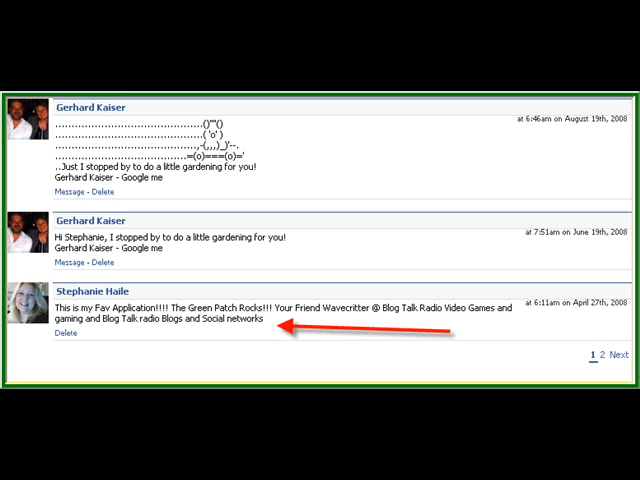 Gerhard Kaiser
at 6:46am on August 19th, 2008
.............................................()'"'()
.............................................( 'o' )
...........................................,-(,,,)_)'--.
........................................=(o)===(o)='
..Just I stopped by to do a little gardening for you!
Gerhard Kaiser - Google me
Message - Delete
Gerhard Kaiser
at 7:51am on June 19th, 2008
Hi Stephanie, I stopped by to do a little gardening for you!
Gerhard Kaiser - Google me
Message - Delete
Stephanie Haile
at 6:11am on April 27th, 2008
This is my Fav Application!!!! The Green Patch Rocks!!! Your Friend Wavecritter @ Blog Talk Radio Video Games and
gaming and Blog Talk radio Blogs and Social networks
Delete
1 2 Next